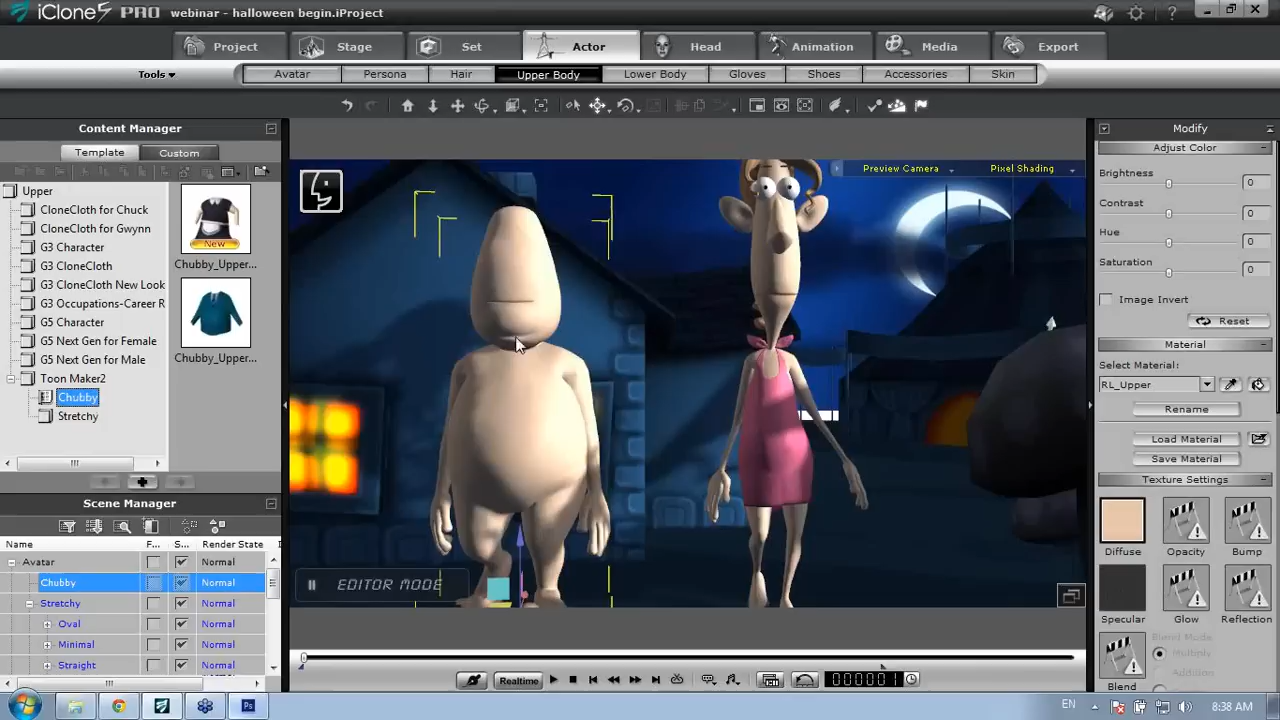 iClone5 PRO webinar - halloween begin.iProject
Project Stage Set Actor Head Animation Media Export
Tools Avatar Persona Hair Upper Body Lower Body Gloves Shoes Accessories Skin
Content Manager
Template Custom
Upper
CloneCloth for Chuck
CloneCloth for Gwynn
G3 Character
G3 CloneCloth
G3 CloneCloth New Look
G3 Occupations-Career R
G5 Character
G5 Next Gen for Female
G5 Next Gen for Male
Toon Maker2
Chubby
Stretchy
New
Chubby_Upper...
Chubby_Upper...
Scene Manager
Name F... S... Render State
Avatar Normal
Chubby Normal
Stretchy Normal
Oval Normal
Minimal Normal
Straight Normal
Preview Camera Pixel Shading
EDITOR MODE
Realtime 000001
Modify
Adjust Color
Brightness 0
Contrast 0
Hue 0
Saturation 0
Image Invert
Reset
Material
Select Material:
RL_Upper
Rename
Load Material
Save Material
Texture Settings
Diffuse Opacity Bump
Specular Glow Reflection
Blend Mode
Multiply
Addition
Blend
EN 8:38 AM